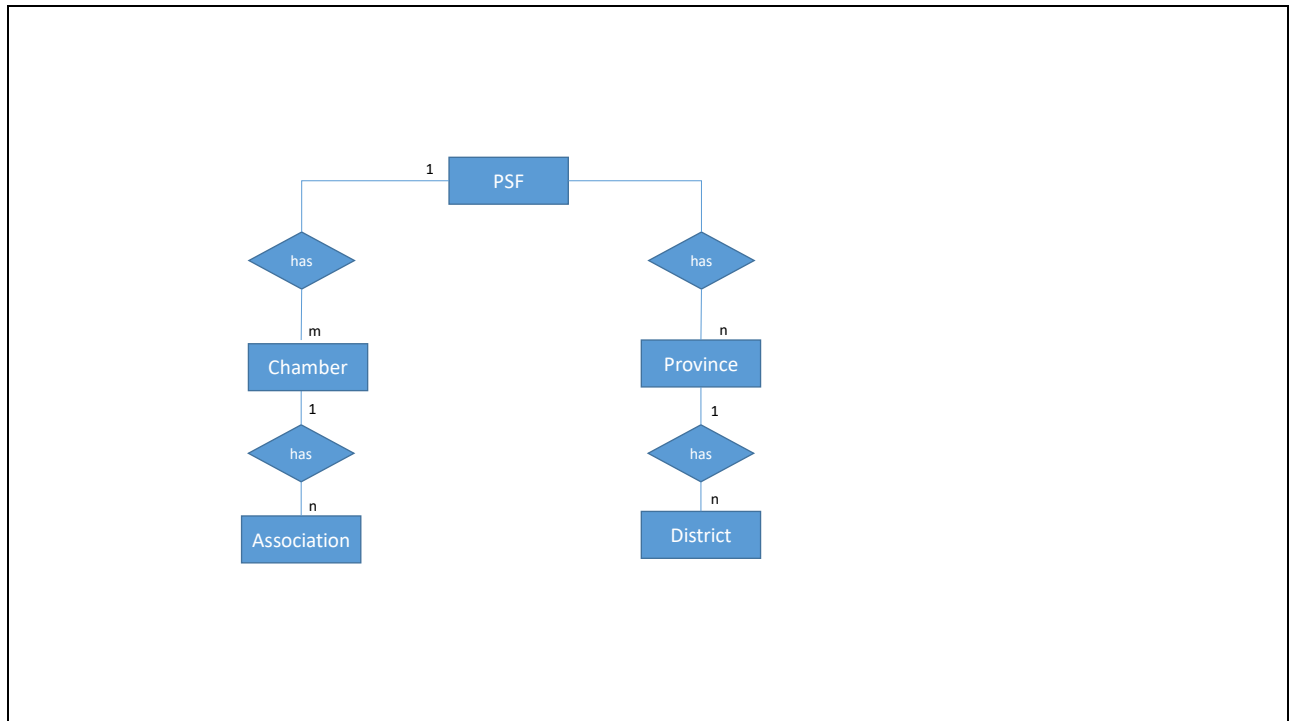 1
PSF
has
has
m
n
Chamber
Province
1
1
has
has
n
n
Association
District